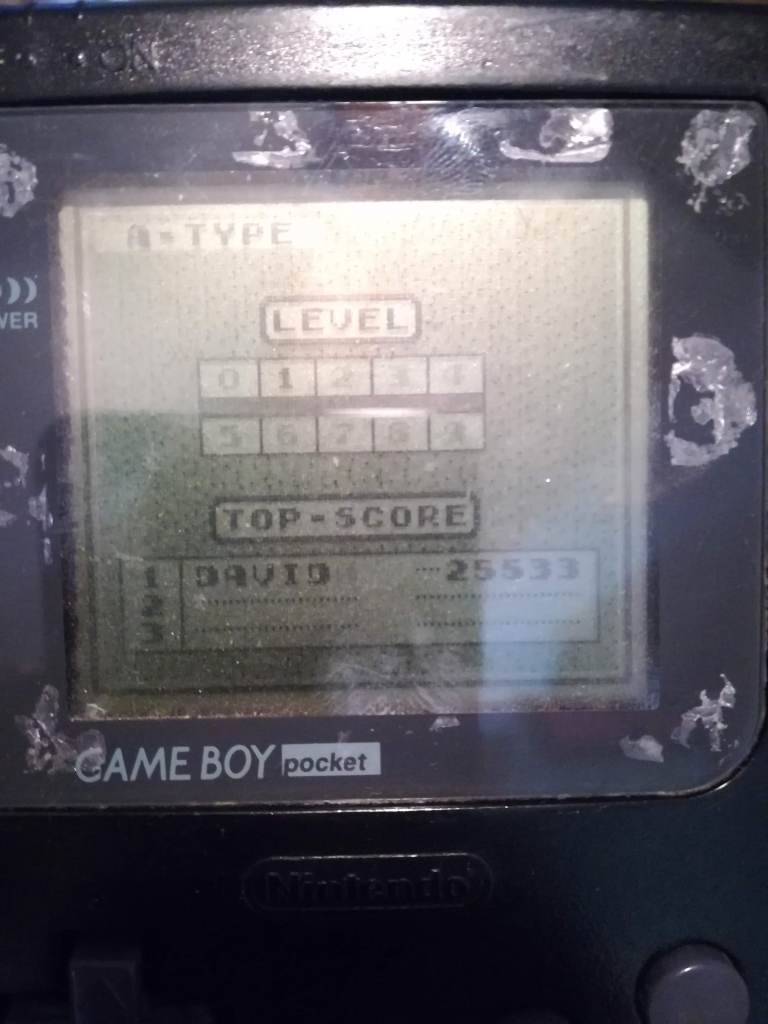 ON
A-TYPE
LEVEL
0 1 2 3 4
5 6 7 8 9
TOP-SCORE
1 DAVID 25533
2
3
GAME BOY pocket
Nintendo